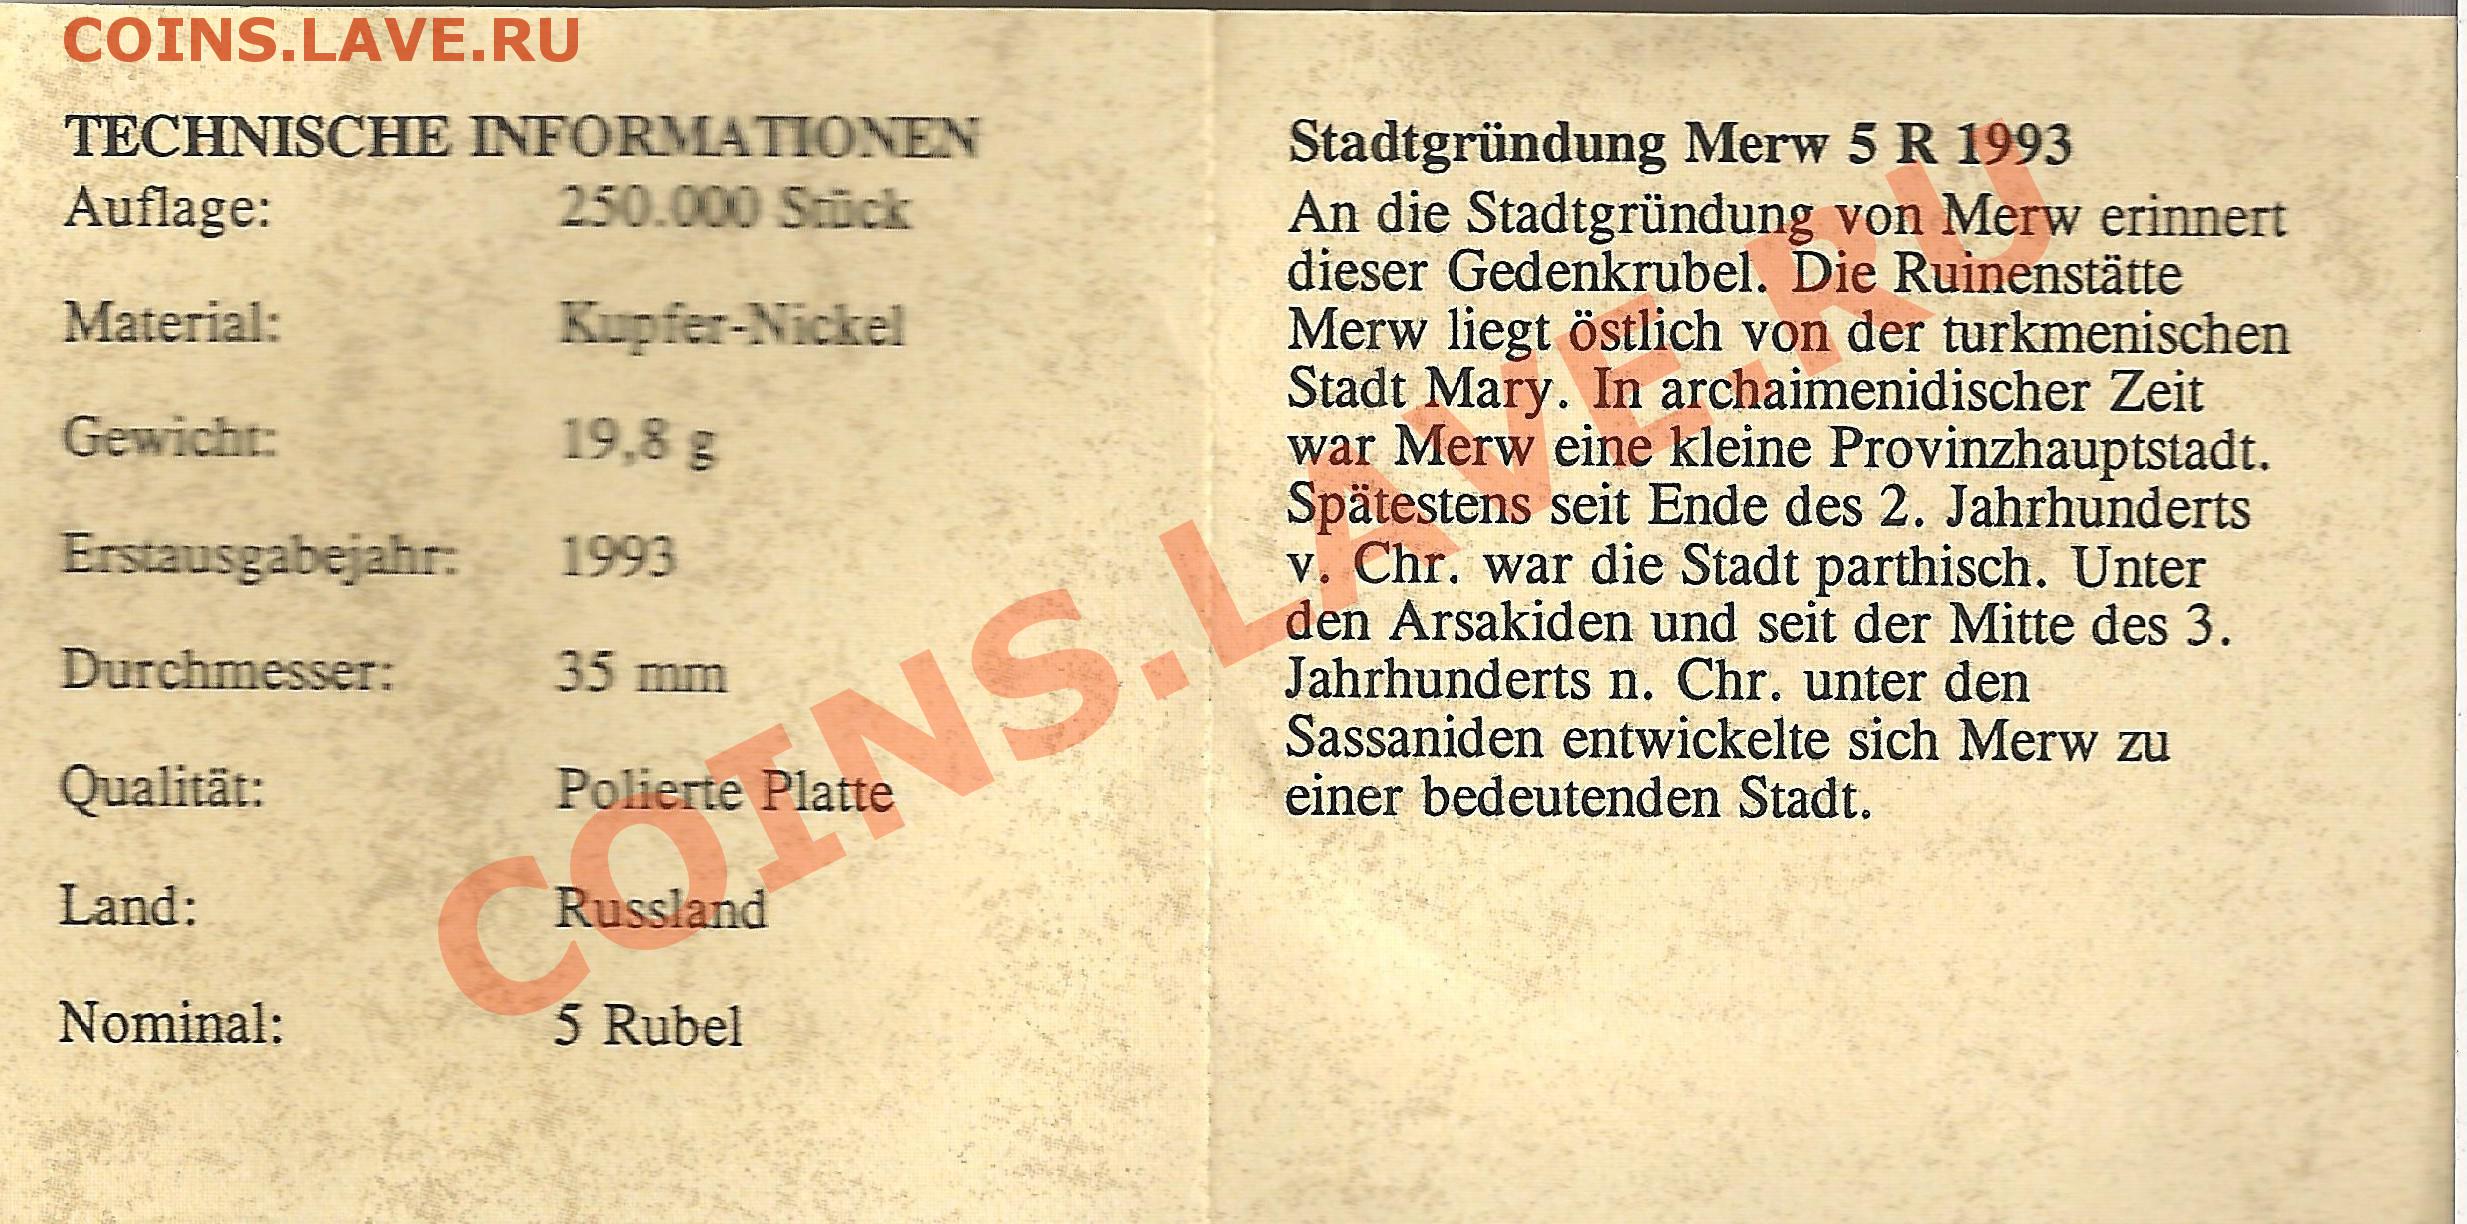 COINS.LAVE.RU
TECHNISCHE INFORMATIONEN
Auflage: 250.000 Stück
Material: Kupfer-Nickel
Gewicht: 19,8 g
Erstausgabejahr: 1993
Durchmesser: 35 mm
Qualität: Polierte Platte
Land: Russland
Nominal: 5 Rubel
Stadtgründung Merw 5 R 1993
An die Stadtgründung von Merw erinnert
dieser Gedenkrubel. Die Ruinenstätte
Merw liegt östlich von der turkmenischen
Stadt Mary. In archaimenidischer Zeit
war Merw eine kleine Provinzhauptstadt.
Spätestens seit Ende des 2. Jahrhunderts
v. Chr. war die Stadt parthisch. Unter
den Arsakiden und seit der Mitte des 3.
Jahrhunderts n. Chr. unter den
Sassaniden entwickelte sich Merw zu
einer bedeutenden Stadt.
COINS.LAVE.RU